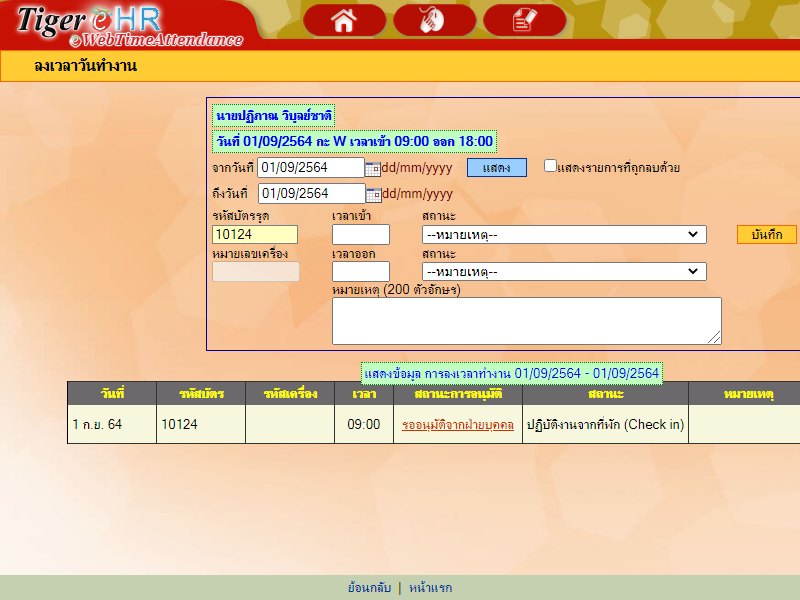 Tiger eHR
eWebTimeAttendance
ลงเวลาวันทำงาน
นายปฏิภาณ วิบูลย์ชาติ
วันที่ 01/09/2564 กะ W เวลาเข้า 09:00 ออก 18:00
จากวันที่ 01/09/2564 dd/mm/yyyy แสดง แสดงรายการที่ถูกลบด้วย
ถึงวันที่ 01/09/2564 dd/mm/yyyy
รหัสบัตรรูด เวลาเข้า สถานะ
10124 --หมายเหตุ-- บันทึก
หมายเลขเครื่อง เวลาออก สถานะ
--หมายเหตุ--
หมายเหตุ (200 ตัวอักษร)
แสดงข้อมูล การลงเวลาทำงาน 01/09/2564 - 01/09/2564
วันที่ รหัสบัตร รหัสเครื่อง เวลา สถานะการอนุมัติ สถานะ หมายเหตุ
1 ก.ย. 64 10124 09:00 รออนุมัติจากฝ่ายบุคคล ปฏิบัติงานจากที่พัก (Check in)
ย้อนกลับ | หน้าแรก